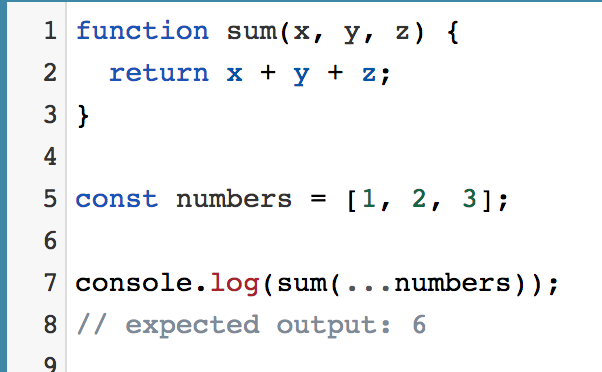 1 function sum(x, y, z) {
2   return x + y + z;
3 }
4
5 const numbers = [1, 2, 3];
6
7 console.log(sum(...numbers));
8 // expected output: 6
9